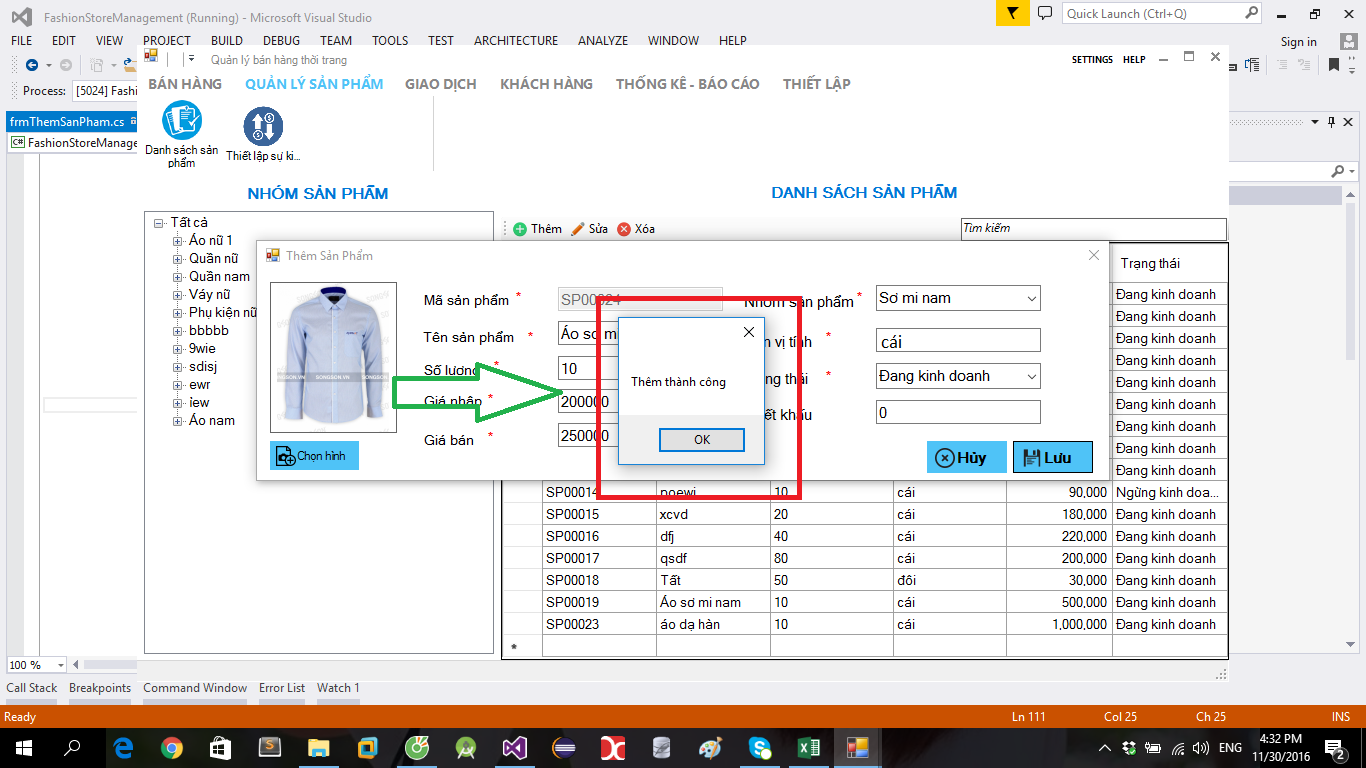 FashionStoreManagement (Running) - Microsoft Visual Studio
Quick Launch (Ctrl+Q)
FILE EDIT VIEW PROJECT BUILD DEBUG TEAM TOOLS TEST ARCHITECTURE ANALYZE WINDOW HELP
Sign in
Quản lý bán hàng thời trang
SETTINGS HELP
Process: [5024] Fashi
BÁN HÀNG QUẢN LÝ SẢN PHẨM GIAO DỊCH KHÁCH HÀNG THỐNG KÊ - BÁO CÁO THIẾT LẬP
frmThemSanPham.cs
C# FashionStoreManage
Danh sách sản phẩm
Thiết lập sự ki...
NHÓM SẢN PHẨM
DANH SÁCH SẢN PHẨM
Tất cả
Áo nữ 1
Quần nữ
Quần nam
Váy nữ
Phụ kiện nữ
bbbbb
9wie
sdisj
ewr
iew
Áo nam
Thêm Sửa Xóa
Tìm kiếm
Trạng thái
Đang kinh doanh
Đang kinh doanh
Đang kinh doanh
Đang kinh doanh
Đang kinh doanh
Đang kinh doanh
Đang kinh doanh
Đang kinh doanh
Đang kinh doanh
Thêm Sản Phẩm
SONGSON.VN SONGSON.VN SONGSON
Chọn hình
Mã sản phẩm * SP00024
Nhóm sản phẩm * Sơ mi nam
Tên sản phẩm * Áo sơ mi
vị tính * cái
Số lượng * 10
thái * Đang kinh doanh
Giá nhập * 200000
khấu 0
Giá bán * 250000
Thêm thành công
OK
Hủy Lưu
SP00014 poewi 10 cái 90,000 Ngừng kinh doa...
SP00015 xcvd 20 cái 180,000 Đang kinh doanh
SP00016 dfj 40 cái 220,000 Đang kinh doanh
SP00017 qsdf 80 cái 200,000 Đang kinh doanh
SP00018 Tất 50 đôi 30,000 Đang kinh doanh
SP00019 Áo sơ mi nam 10 cái 500,000 Đang kinh doanh
SP00023 áo dạ hàn 10 cái 1,000,000 Đang kinh doanh
*
100 %
Call Stack Breakpoints Command Window Error List Watch 1
Ready Ln 111 Col 25 Ch 25 INS
ENG
4:32 PM
11/30/2016
2